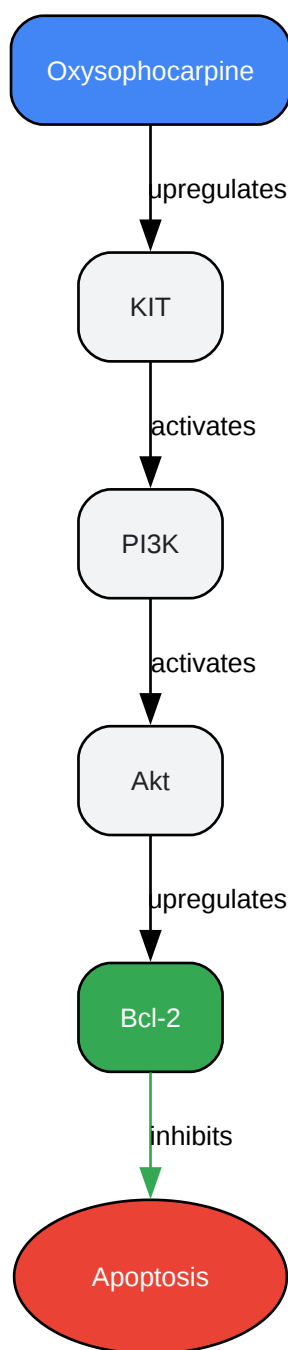 Oxysophocarpine
upregulates
KIT
activates
PI3K
activates
Akt
upregulates
Bcl-2
inhibits
Apoptosis